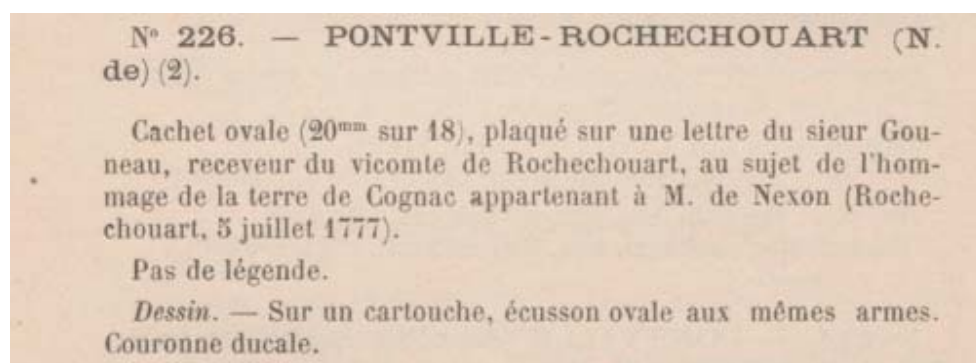 N° 226. — PONTVILLE-ROCHECHOUART (N.
de) (2).
Cachet ovale (20mm sur 18), plaqué sur une lettre du sieur Gou-
neau, receveur du vicomte de Rochechouart, au sujet de l'hom-
mage de la terre de Cognac appartenant à M. de Nexon (Roche-
chouart, 5 juillet 1777).
Pas de légende.
Dessin. — Sur un cartouche, écusson ovale aux mêmes armes.
Couronne ducale.